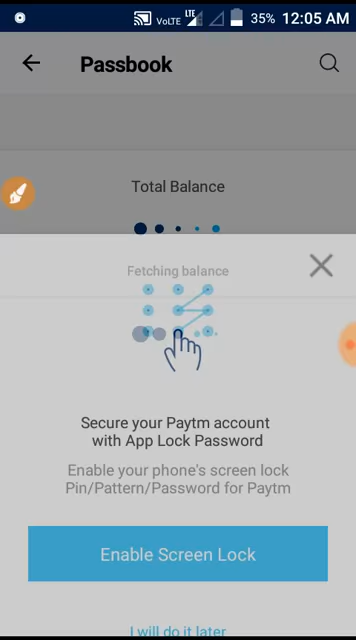 VoLTE LTE 35% 12:05 AM
Passbook
Total Balance
Fetching balance
Secure your Paytm account
with App Lock Password
Enable your phone's screen lock
Pin/Pattern/Password for Paytm
Enable Screen Lock
I will do it later